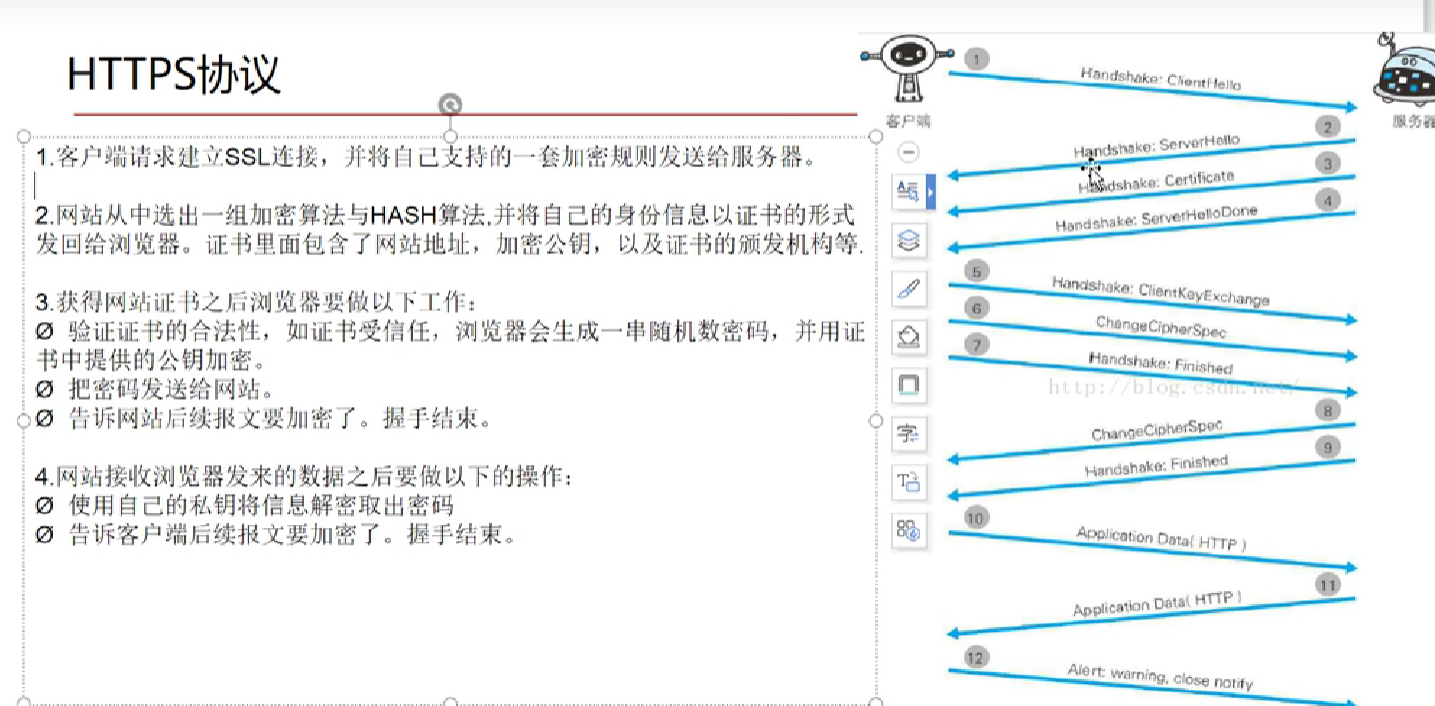 HTTPS协议
1.客户端请求建立SSL连接，并将自己支持的一套加密规则发送给服务器。
2.网站从中选出一组加密算法与HASH算法,并将自己的身份信息以证书的形式
发回给浏览器。证书里面包含了网站地址，加密公钥，以及证书的颁发机构等.
3.获得网站证书之后浏览器要做以下工作：
Ø 验证证书的合法性，如证书受信任，浏览器会生成一串随机数密码，并用证
书中提供的公钥加密。
Ø 把密码发送给网站。
Ø 告诉网站后续报文要加密了。握手结束。
4.网站接收浏览器发来的数据之后要做以下的操作：
Ø 使用自己的私钥将信息解密取出密码
Ø 告诉客户端后续报文要加密了。握手结束。
客户端
服务器
1
Handshake: ClientHello
2
Handshake: ServerHello
3
Handshake: Certificate
4
Handshake: ServerHelloDone
5
Handshake: ClientKeyExchange
6
ChangeCipherSpec
7
Handshake: Finished
http://blog.csdn.net/
8
ChangeCipherSpec
9
Handshake: Finished
10
Application Data( HTTP )
11
Application Data( HTTP )
12
Alert: warning, close notify